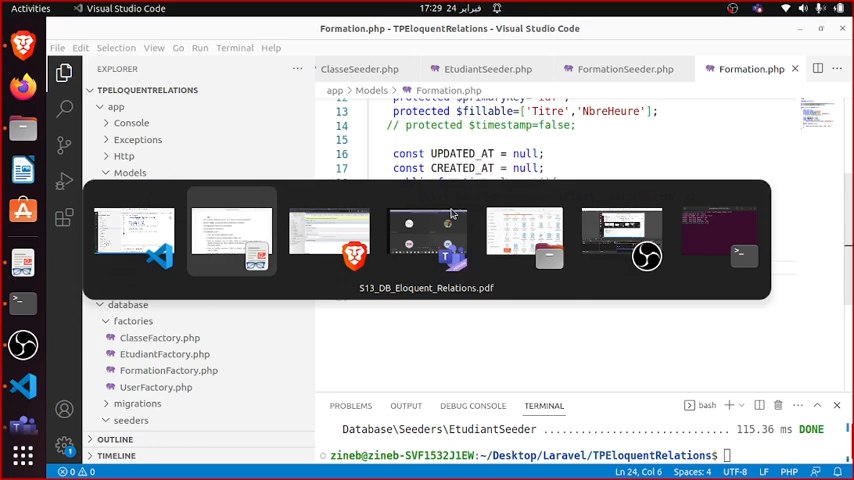 Activities
Visual Studio Code
17:29 24 فبراير
Formation.php - TPEloquentRelations - Visual Studio Code
File Edit Selection View Go Run Terminal Help
EXPLORER
ClasseSeeder.php
EtudiantSeeder.php
FormationSeeder.php
Formation.php
TPELOQUENTRELATIONS
app > Models > Formation.php
app
Console
Exceptions
Http
Models
13 protected $fillable=['Titre','NbreHeure'];
14 // protected $timestamp=false;
15
16 const UPDATED_AT = null;
17 const CREATED_AT = null;
S13_DB_Eloquent_Relations.pdf
database
factories
ClasseFactory.php
EtudiantFactory.php
FormationFactory.php
UserFactory.php
migrations
seeders
OUTLINE
TIMELINE
PROBLEMS OUTPUT DEBUG CONSOLE TERMINAL
bash
Database\Seeders\EtudiantSeeder ............................. 115.36 ms DONE
zineb@zineb-SVF1532J1EW:~/Desktop/Laravel/TPEloquentRelations$
0 0
Ln 24, Col 6 Spaces: 4 UTF-8 LF PHP